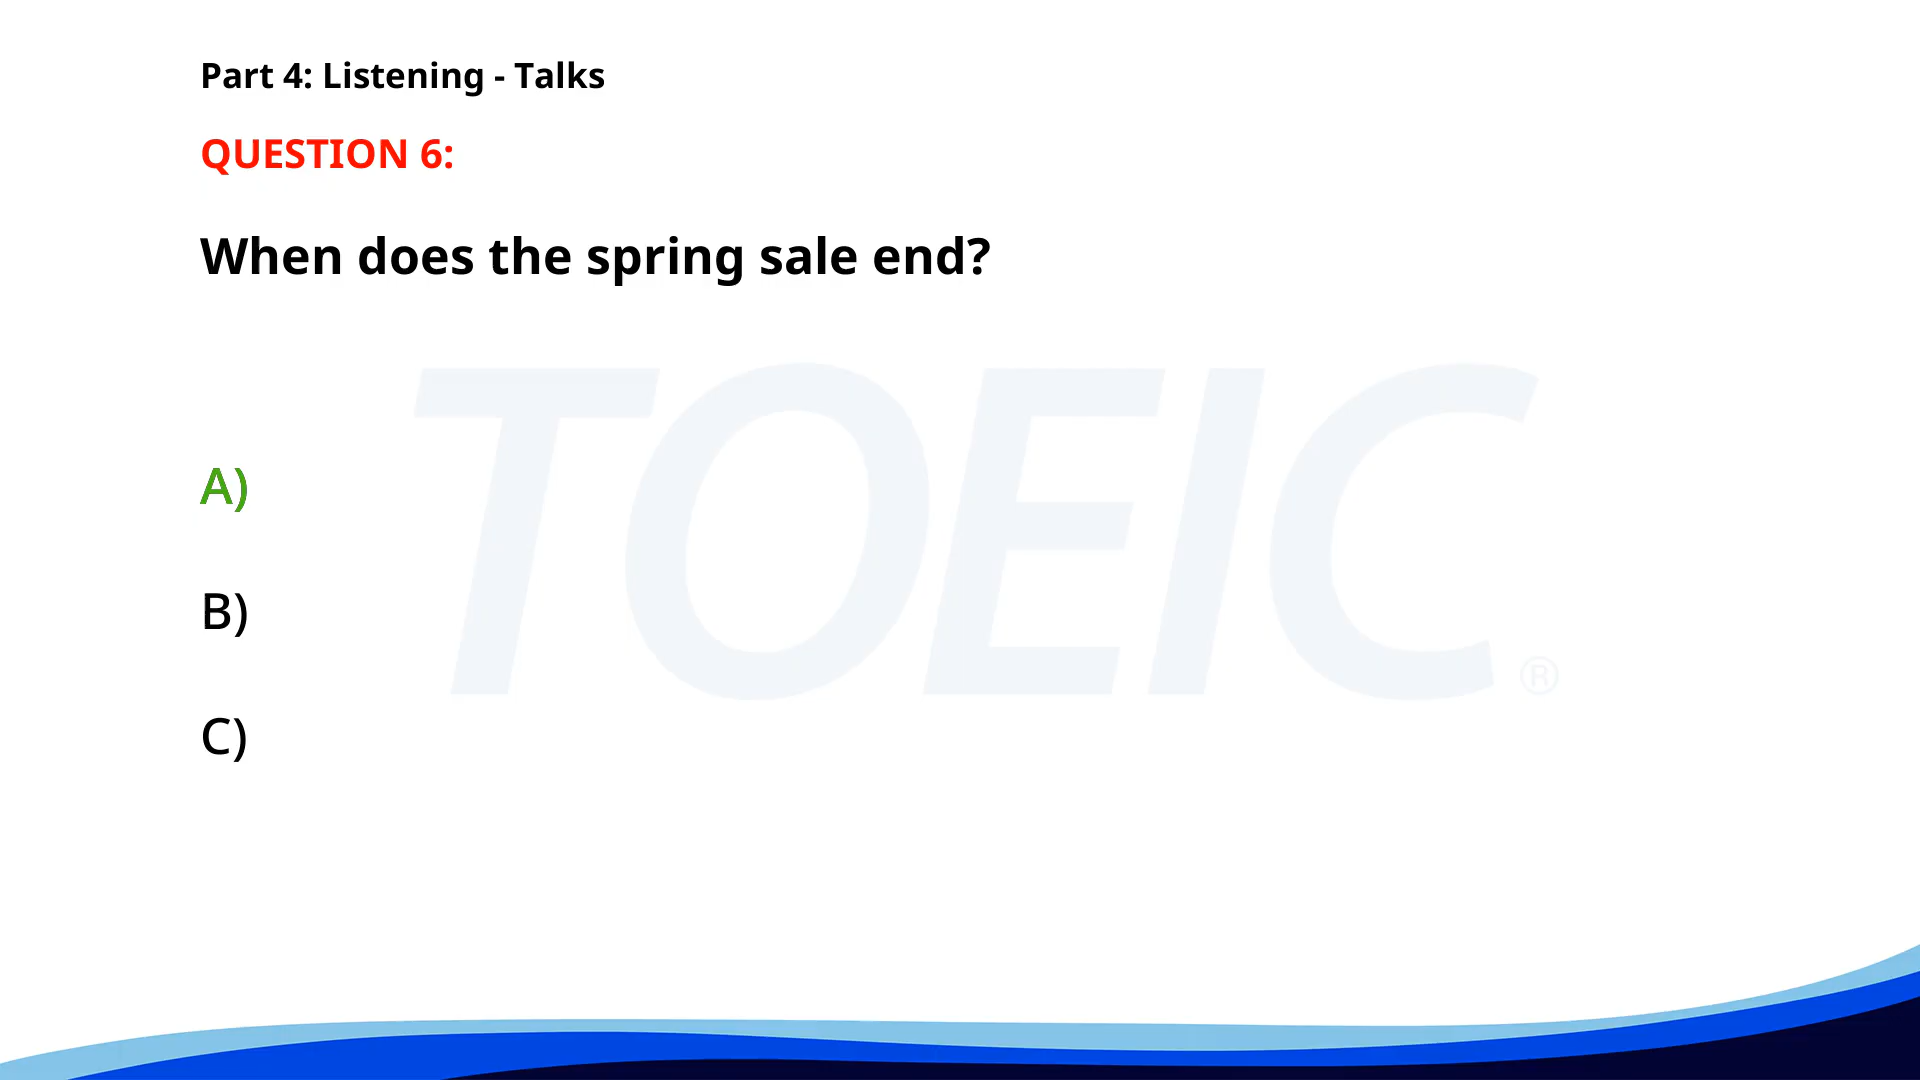 Part 4: Listening - Talks
QUESTION 6:
When does the spring sale end?
TOEIC®
A)
B)
C)